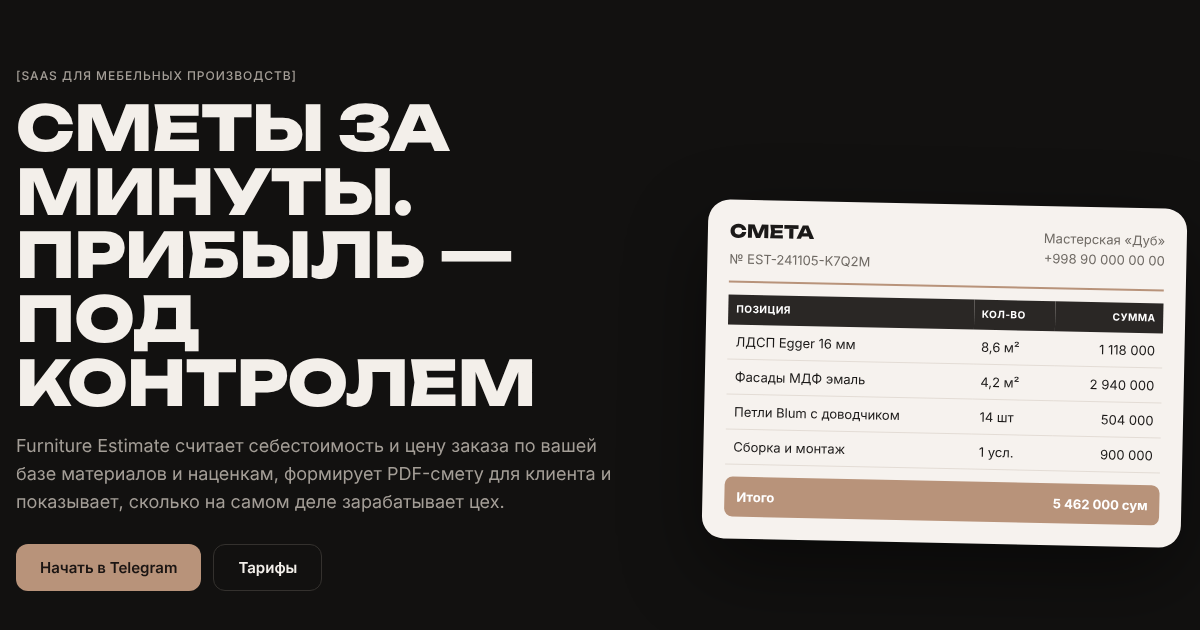 [SAAS ДЛЯ МЕБЕЛЬНЫХ ПРОИЗВОДСТВ]
СМЕТЫ ЗА
МИНУТЫ.
ПРИБЫЛЬ —
ПОД
КОНТРОЛЕМ
Furniture Estimate считает себестоимость и цену заказа по вашей
базе материалов и наценкам, формирует PDF-смету для клиента и
показывает, сколько на самом деле зарабатывает цех.
Начать в Telegram
Тарифы
СМЕТА
№ EST-241105-K7Q2M
Мастерская «Дуб»
+998 90 000 00 00
ПОЗИЦИЯ КОЛ-ВО СУММА
ЛДСП Egger 16 мм 8,6 м² 1 118 000
Фасады МДФ эмаль 4,2 м² 2 940 000
Петли Blum с доводчиком 14 шт 504 000
Сборка и монтаж 1 усл. 900 000
Итого 5 462 000 сум